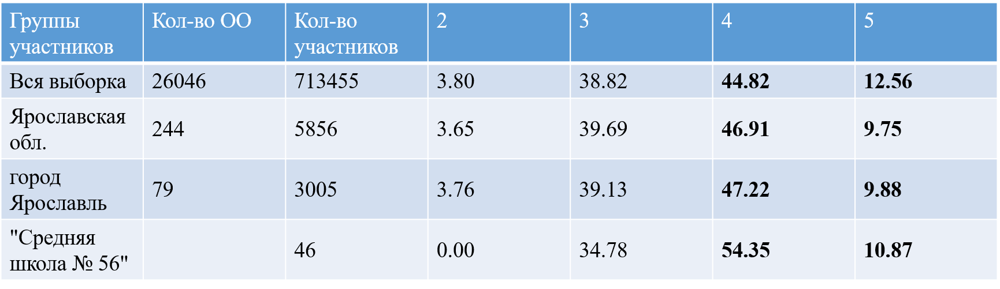 Группы участников Кол-во ОО Кол-во участников 2 3 4 5
Вся выборка 26046 713455 3.80 38.82 44.82 12.56
Ярославская обл. 244 5856 3.65 39.69 46.91 9.75
город Ярославль 79 3005 3.76 39.13 47.22 9.88
"Средняя школа № 56" 46 0.00 34.78 54.35 10.87